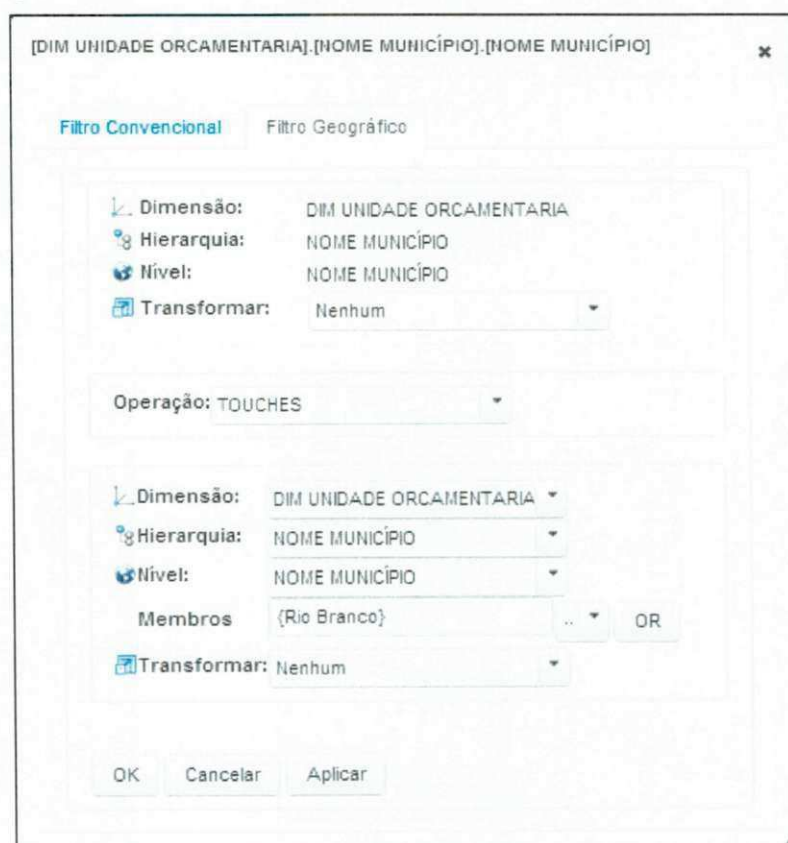 [DIM UNIDADE ORCAMENTARIA].[NOME MUNICÍPIO].[NOME MUNICÍPIO] ×
Filtro Convencional Filtro Geográfico
Dimensão: DIM UNIDADE ORCAMENTARIA
Hierarquia: NOME MUNICÍPIO
Nível: NOME MUNICÍPIO
Transformar: Nenhum
Operação: TOUCHES
Dimensão: DIM UNIDADE ORCAMENTARIA
Hierarquia: NOME MUNICÍPIO
Nível: NOME MUNICÍPIO
Membros {Rio Branco} .. OR
Transformar: Nenhum
OK Cancelar Aplicar